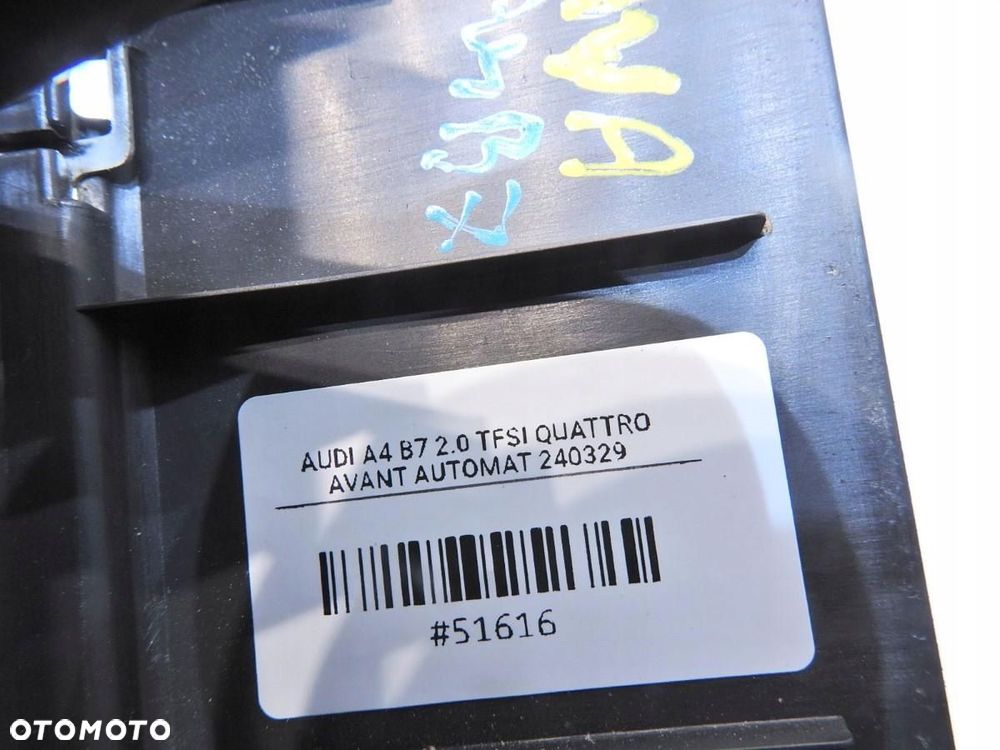 AUDI A4 B7 2.0 TFSI QUATTRO
AVANT AUTOMAT 240329
#51616
OTOMOTO